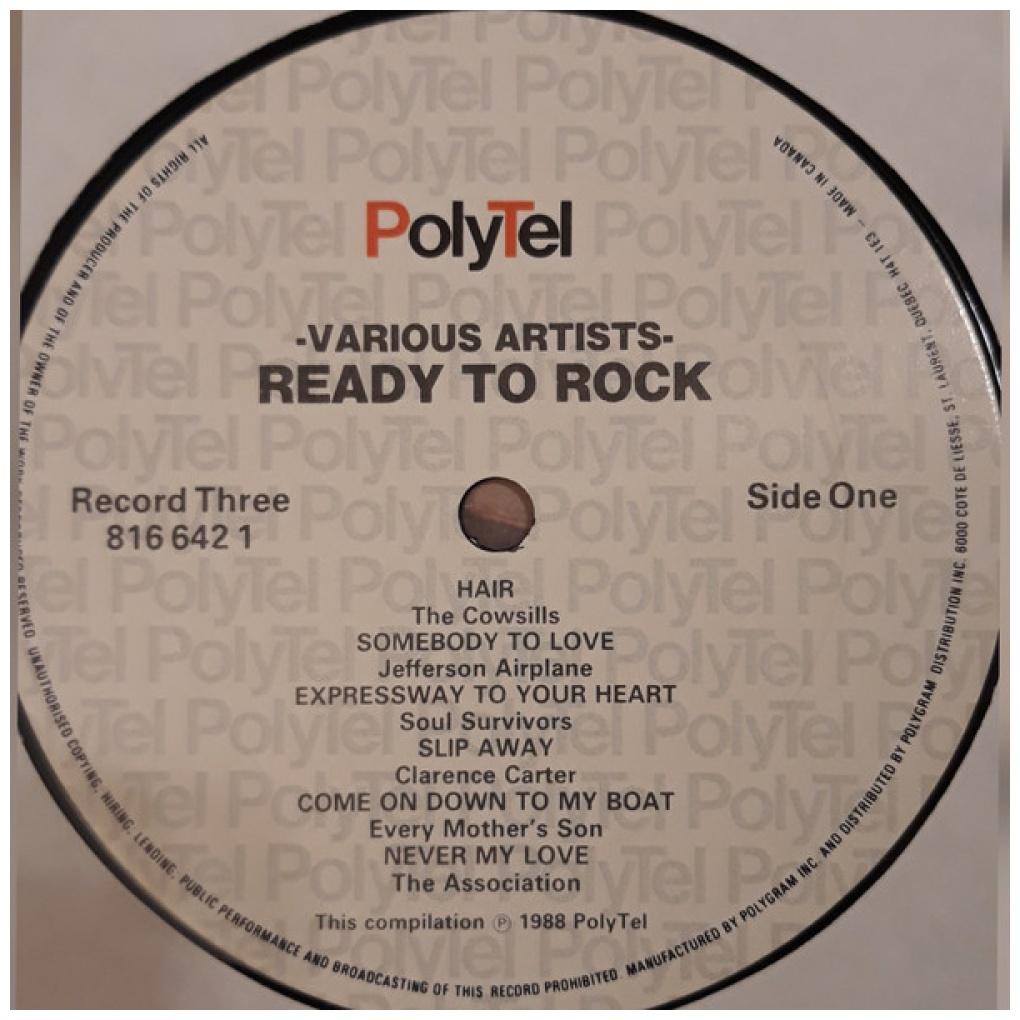 PolyTel
-VARIOUS ARTISTS-
READY TO ROCK
Record Three
816 642 1
Side One
HAIR
The Cowsills
SOMEBODY TO LOVE
Jefferson Airplane
EXPRESSWAY TO YOUR HEART
Soul Survivors
SLIP AWAY
Clarence Carter
COME ON DOWN TO MY BOAT
Every Mother's Son
NEVER MY LOVE
The Association
This compilation ℗ 1988 PolyTel
ALL RIGHTS OF THE PRODUCER AND OF THE OWNER OF THE RESERVED. UNAUTHORISED COPYING, HIRING, LENDING, PUBLIC PERFORMANCE AND BROADCASTING OF THIS RECORD PROHIBITED. MANUFACTURED BY POLYGRAM INC. AND DISTRIBUTED BY POLYGRAM DISTRIBUTION INC. 6000 COTE DE LIESSE, ST. LAURENT, QUEBEC H4T 1E3 – MADE IN CANADA